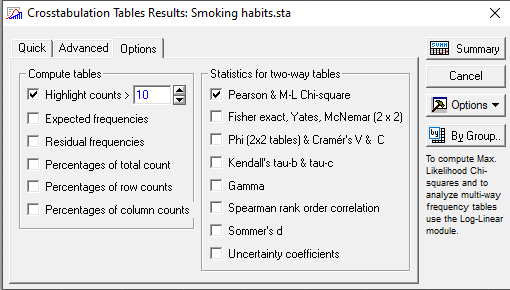 Crosstabulation Tables Results: Smoking habits.sta
Quick
Advanced
Options
Compute tables
Highlight counts > 10
Expected frequencies
Residual frequencies
Percentages of total count
Percentages of row counts
Percentages of column counts
Statistics for two-way tables
Pearson & M-L Chi-square
Fisher exact, Yates, McNemar (2 x 2)
Phi (2x2 tables) & Cramér's V & C
Kendall's tau-b & tau-c
Gamma
Spearman rank order correlation
Sommer's d
Uncertainty coefficients
Summary
Cancel
Options
By Group..
To compute Max.
Likelihood Chi-
squares and to
analyze multi-way
frequency tables
use the Log-Linear
module.